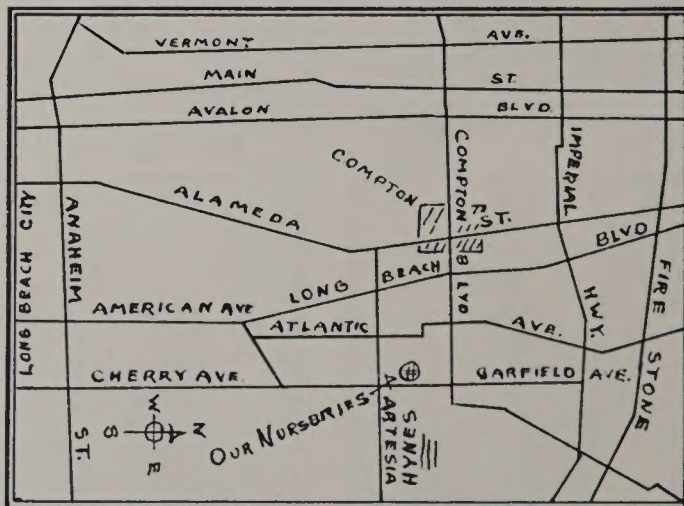 VERMONT AVE.
MAIN ST.
AVALON BLVD.
COMPTON
COMPTON BLVD
IMPERIAL HWY.
ALAMEDA ST.
LONG BEACH BLVD
FIRE STONE
LONG BEACH CITY
ANAHEIM ST.
AMERICAN AVE
ATLANTIC AVE.
CHERRY AVE.
GARFIELD AVE.
OUR NURSERIES
ARTESIA
HYNES
W
S N
E